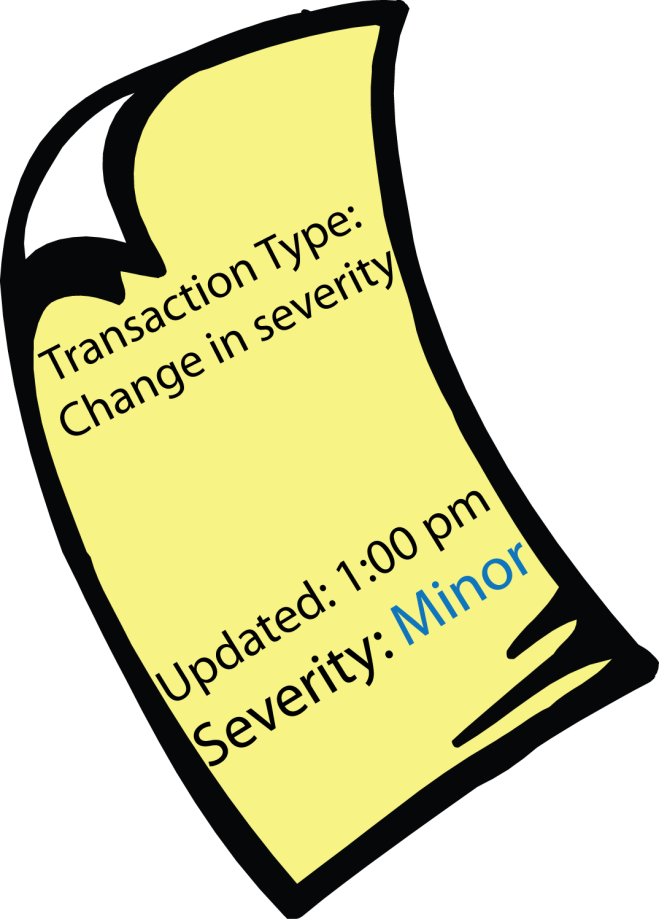 Transaction Type:
Change in severity
Updated: 1:00 pm
Severity: Minor